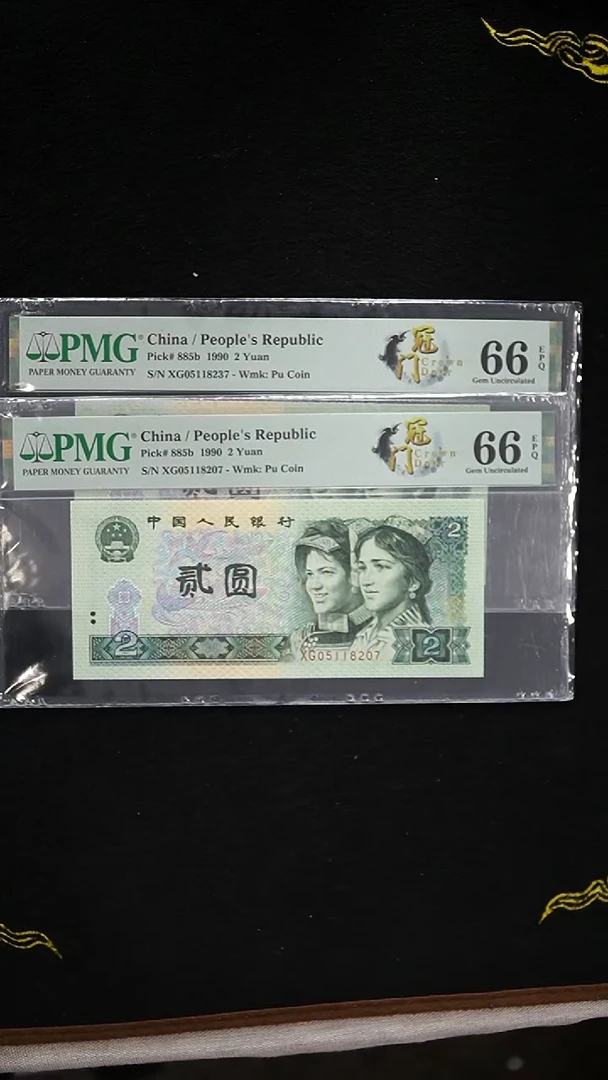 PMG
PAPER MONEY GUARANTY
China / People's Republic
Pick# 885b 1990 2 Yuan
S/N XG05118237 - Wmk: Pu Coin
冠门
Crown
66
EPQ
Gem Uncirculated
PMG
PAPER MONEY GUARANTY
China / People's Republic
Pick# 885b 1990 2 Yuan
S/N XG05118207 - Wmk: Pu Coin
冠门
Crown
66
EPQ
Gem Uncirculated
中国人民银行
2
贰圆
2
XG05118207
2